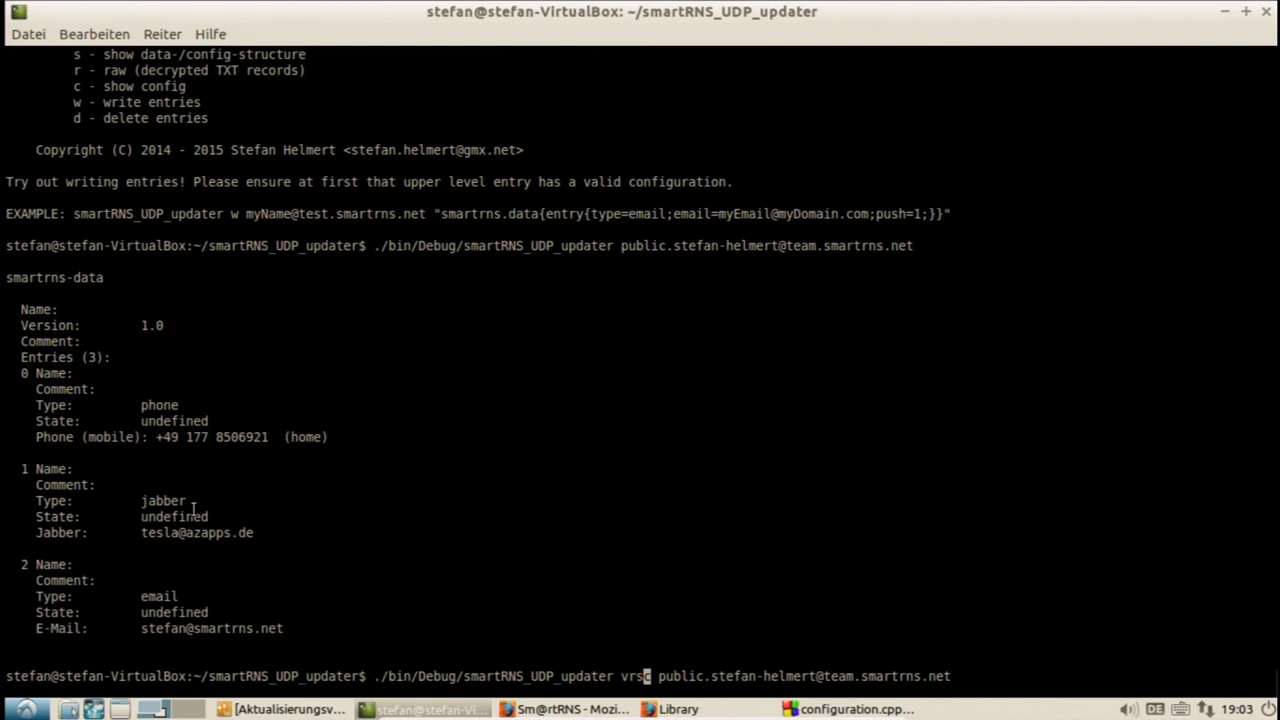 stefan@stefan-VirtualBox: ~/smartRNS_UDP_updater
Datei Bearbeiten Reiter Hilfe
s - show data-/config-structure
r - raw (decrypted TXT records)
c - show config
w - write entries
d - delete entries
Copyright (C) 2014 - 2015 Stefan Helmert <stefan.helmert@gmx.net>
Try out writing entries! Please ensure at first that upper level entry has a valid configuration.
EXAMPLE: smartRNS_UDP_updater w myName@test.smartrns.net "smartrns.data{entry{type=email;email=myEmail@myDomain.com;push=1;}}"
stefan@stefan-VirtualBox:~/smartRNS_UDP_updater$ ./bin/Debug/smartRNS_UDP_updater public.stefan-helmert@team.smartrns.net
smartrns-data
Name:
Version: 1.0
Comment:
Entries (3):
0 Name:
Comment:
Type: phone
State: undefined
Phone (mobile): +49 177 8506921 (home)
1 Name:
Comment:
Type: jabber
State: undefined
Jabber: tesla@azapps.de
2 Name:
Comment:
Type: email
State: undefined
E-Mail: stefan@smartrns.net
stefan@stefan-VirtualBox:~/smartRNS_UDP_updater$ ./bin/Debug/smartRNS_UDP_updater vrsc public.stefan-helmert@team.smartrns.net
[Aktualisierungsv... stefan@stefan-Vi... Sm@rtRNS - Mozi... Library configuration.cpp... DE 19:03